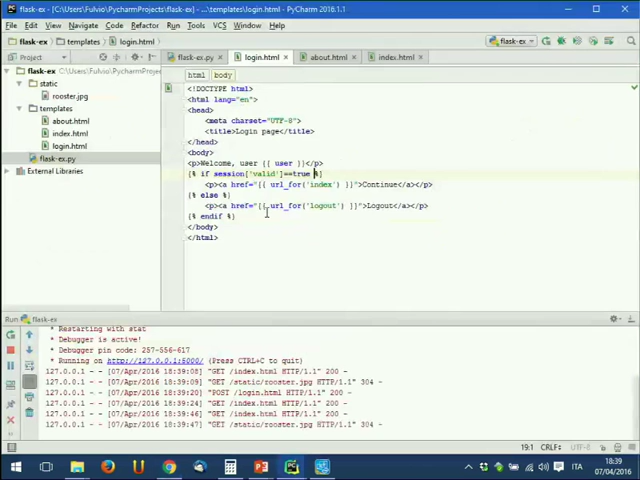 flask-ex [C:\Users\Fulvio\PycharmProjects\flask-ex] - ...\templates\login.html - PyCharm 2016.1.1
File Edit View Navigate Code Refactor Run Tools VCS Window Help
flask-ex templates login.html flask-ex
Project flask-ex.py × login.html × about.html × index.html ×
flask-ex C:\Users\Fulvio\Pycha
static
rooster.jpg
templates
about.html
index.html
login.html
flask-ex.py
External Libraries
html body
<!DOCTYPE html>
<html lang="en">
<head>
<meta charset="UTF-8">
<title>Login page</title>
</head>
<body>
<p>Welcome, user {{ user }}</p>
{% if session['valid']==true %}
<p><a href="{{ url_for('index') }}">Continue</a></p>
{% else %}
<p><a href="{{ url_for('logout') }}">Logout</a></p>
{% endif %}
</body>
</html>
Run flask-ex
* Restarting with stat
* Debugger is active!
* Debugger pin code: 257-556-617
* Running on http://127.0.0.1:5000/ (Press CTRL+C to quit)
127.0.0.1 - - [07/Apr/2016 18:39:08] "GET /index.html HTTP/1.1" 200 -
127.0.0.1 - - [07/Apr/2016 18:39:09] "GET /static/rooster.jpg HTTP/1.1" 304 -
127.0.0.1 - - [07/Apr/2016 18:39:20] "POST /login.html HTTP/1.1" 200 -
127.0.0.1 - - [07/Apr/2016 18:39:24] "GET /index.html HTTP/1.1" 200 -
127.0.0.1 - - [07/Apr/2016 18:39:46] "GET /index.html HTTP/1.1" 200 -
127.0.0.1 - - [07/Apr/2016 18:39:47] "GET /static/rooster.jpg HTTP/1.1" 304 -
19:1 CRLF÷ UTF-8÷
ITA 18:39
07/04/2016